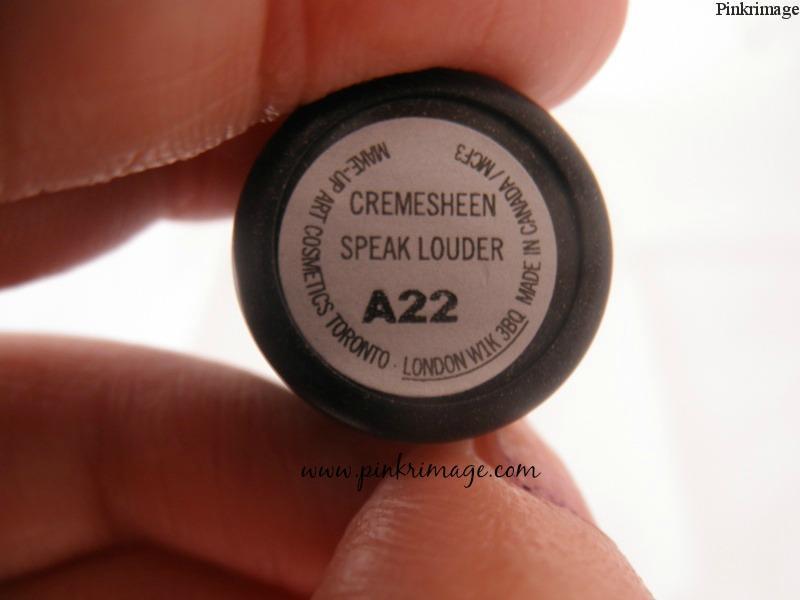 Pinkrimage
CREMESHEEN
SPEAK LOUDER
A22
MAKE-UP ART COSMETICS TORONTO · LONDON W1K 3BQ MADE IN CANADA / MCF3
www.pinkrimage.com